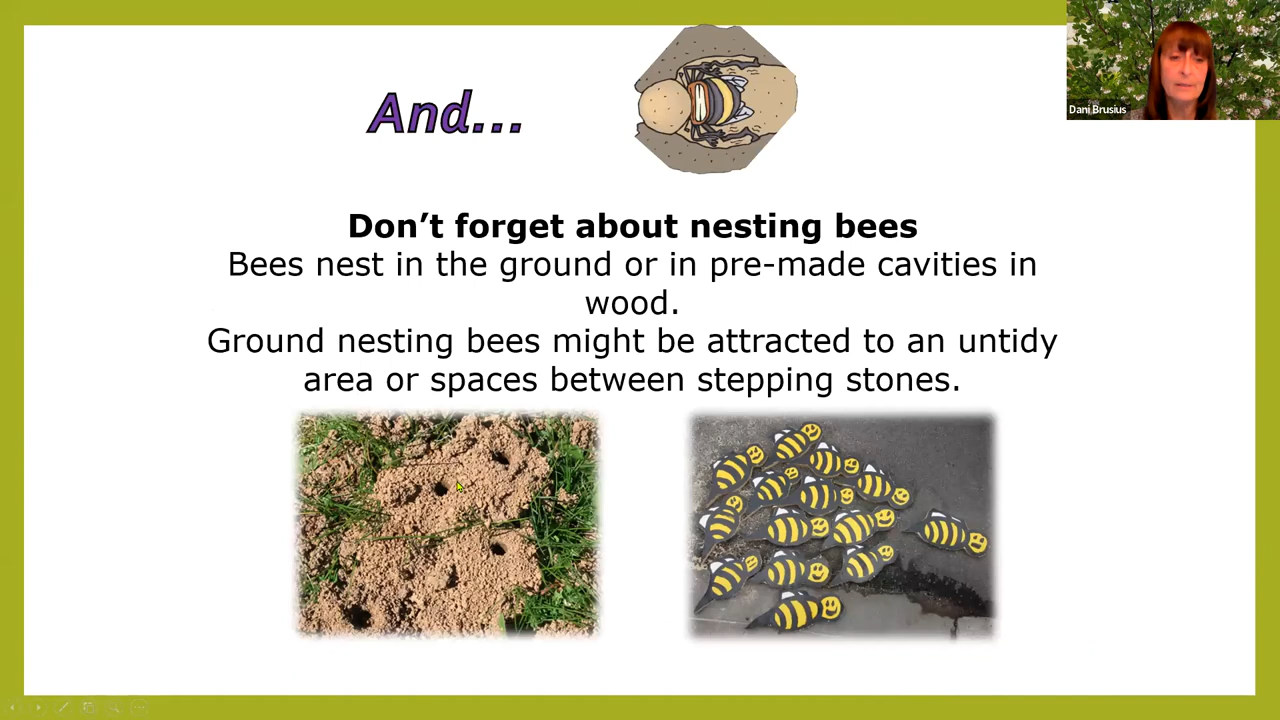 And...
Dani Brusius
Don’t forget about nesting bees
Bees nest in the ground or in pre-made cavities in
wood.
Ground nesting bees might be attracted to an untidy
area or spaces between stepping stones.